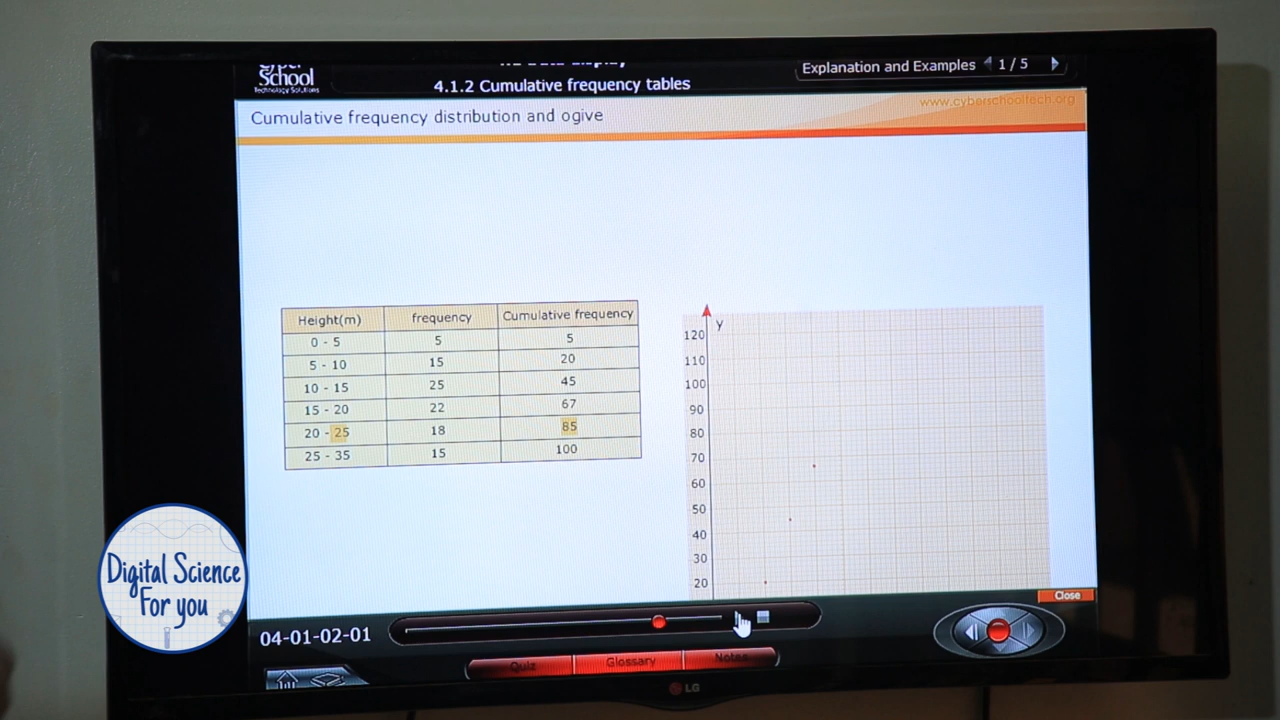 School
Technology Solutions
4.1.2 Cumulative frequency tables
Explanation and Examples 1 / 5
www.cyberschooltech.org
Cumulative frequency distribution and ogive
Height(m) frequency Cumulative frequency
0 - 5 5 5
5 - 10 15 20
10 - 15 25 45
15 - 20 22 67
20 - 25 18 85
25 - 35 15 100
y
120
110
100
90
80
70
60
50
40
30
20
Close
Digital Science
For you
04-01-02-01
Quiz Glossary Notes
LG